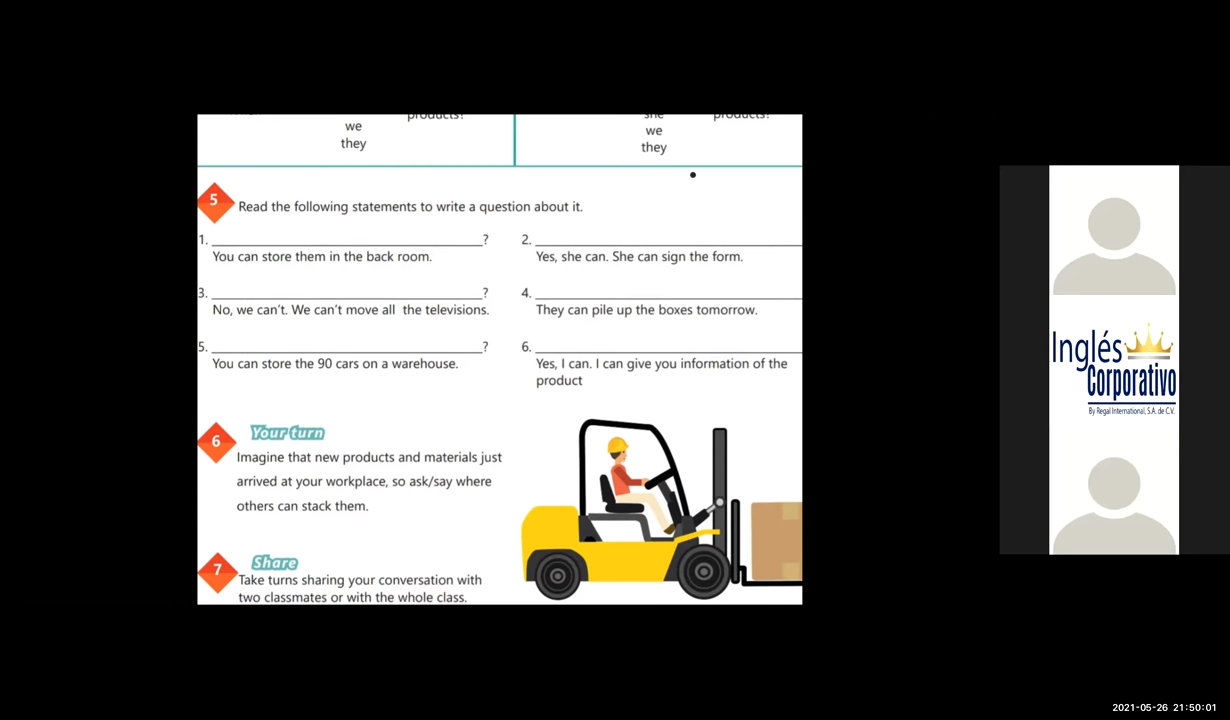 products?
we
they
she
products?
we
they
5
Read the following statements to write a question about it.
1. ?
You can store them in the back room.
2.
Yes, she can. She can sign the form.
3. ?
No, we can't. We can't move all the televisions.
4.
They can pile up the boxes tomorrow.
5. ?
You can store the 90 cars on a warehouse.
6.
Yes, I can. I can give you information of the
product
6
Your turn
Imagine that new products and materials just
arrived at your workplace, so ask/say where
others can stack them.
7
Share
Take turns sharing your conversation with
two classmates or with the whole class.
Inglés
Corporativo
By Regal International, S.A. de C.V.
2021-05-26 21:50:01